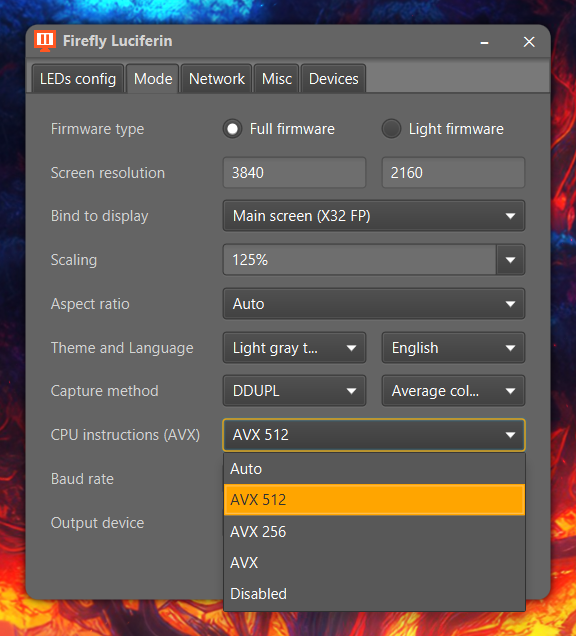 Firefly Luciferin
LEDs config Mode Network Misc Devices
Firmware type Full firmware Light firmware
Screen resolution 3840 2160
Bind to display Main screen (X32 FP)
Scaling 125%
Aspect ratio Auto
Theme and Language Light gray t... English
Capture method DDUPL Average col...
CPU instructions (AVX) AVX 512
Auto
Baud rate
AVX 512
Output device
AVX 256
AVX
Disabled